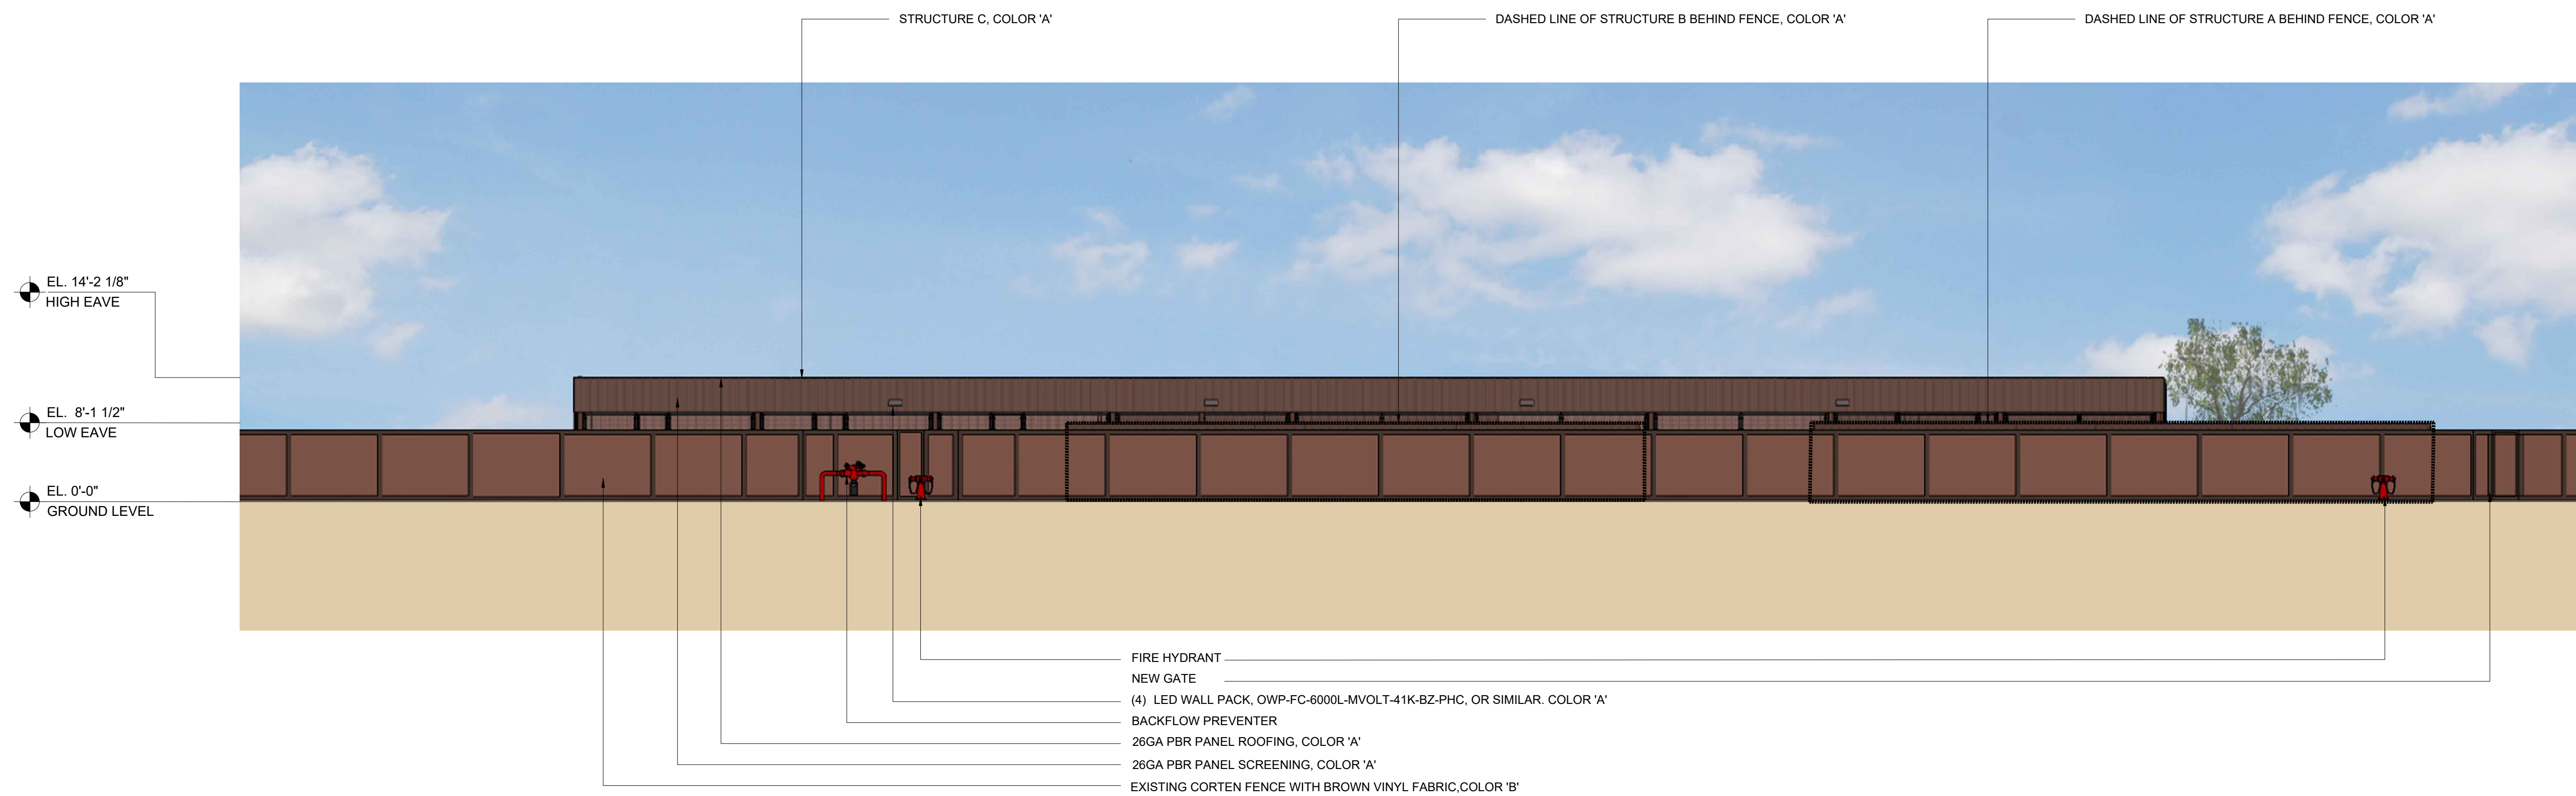 STRUCTURE C, COLOR 'A'
DASHED LINE OF STRUCTURE B BEHIND FENCE, COLOR 'A'
DASHED LINE OF STRUCTURE A BEHIND FENCE, COLOR 'A'
EL. 14'-2 1/8"
HIGH EAVE
EL. 8'-1 1/2"
LOW EAVE
EL. 0'-0"
GROUND LEVEL
FIRE HYDRANT
NEW GATE
(4) LED WALL PACK, OWP-FC-6000L-MVOLT-41K-BZ-PHC, OR SIMILAR. COLOR 'A'
BACKFLOW PREVENTER
26GA PBR PANEL ROOFING, COLOR 'A'
26GA PBR PANEL SCREENING, COLOR 'A'
EXISTING CORTEN FENCE WITH BROWN VINYL FABRIC,COLOR 'B'